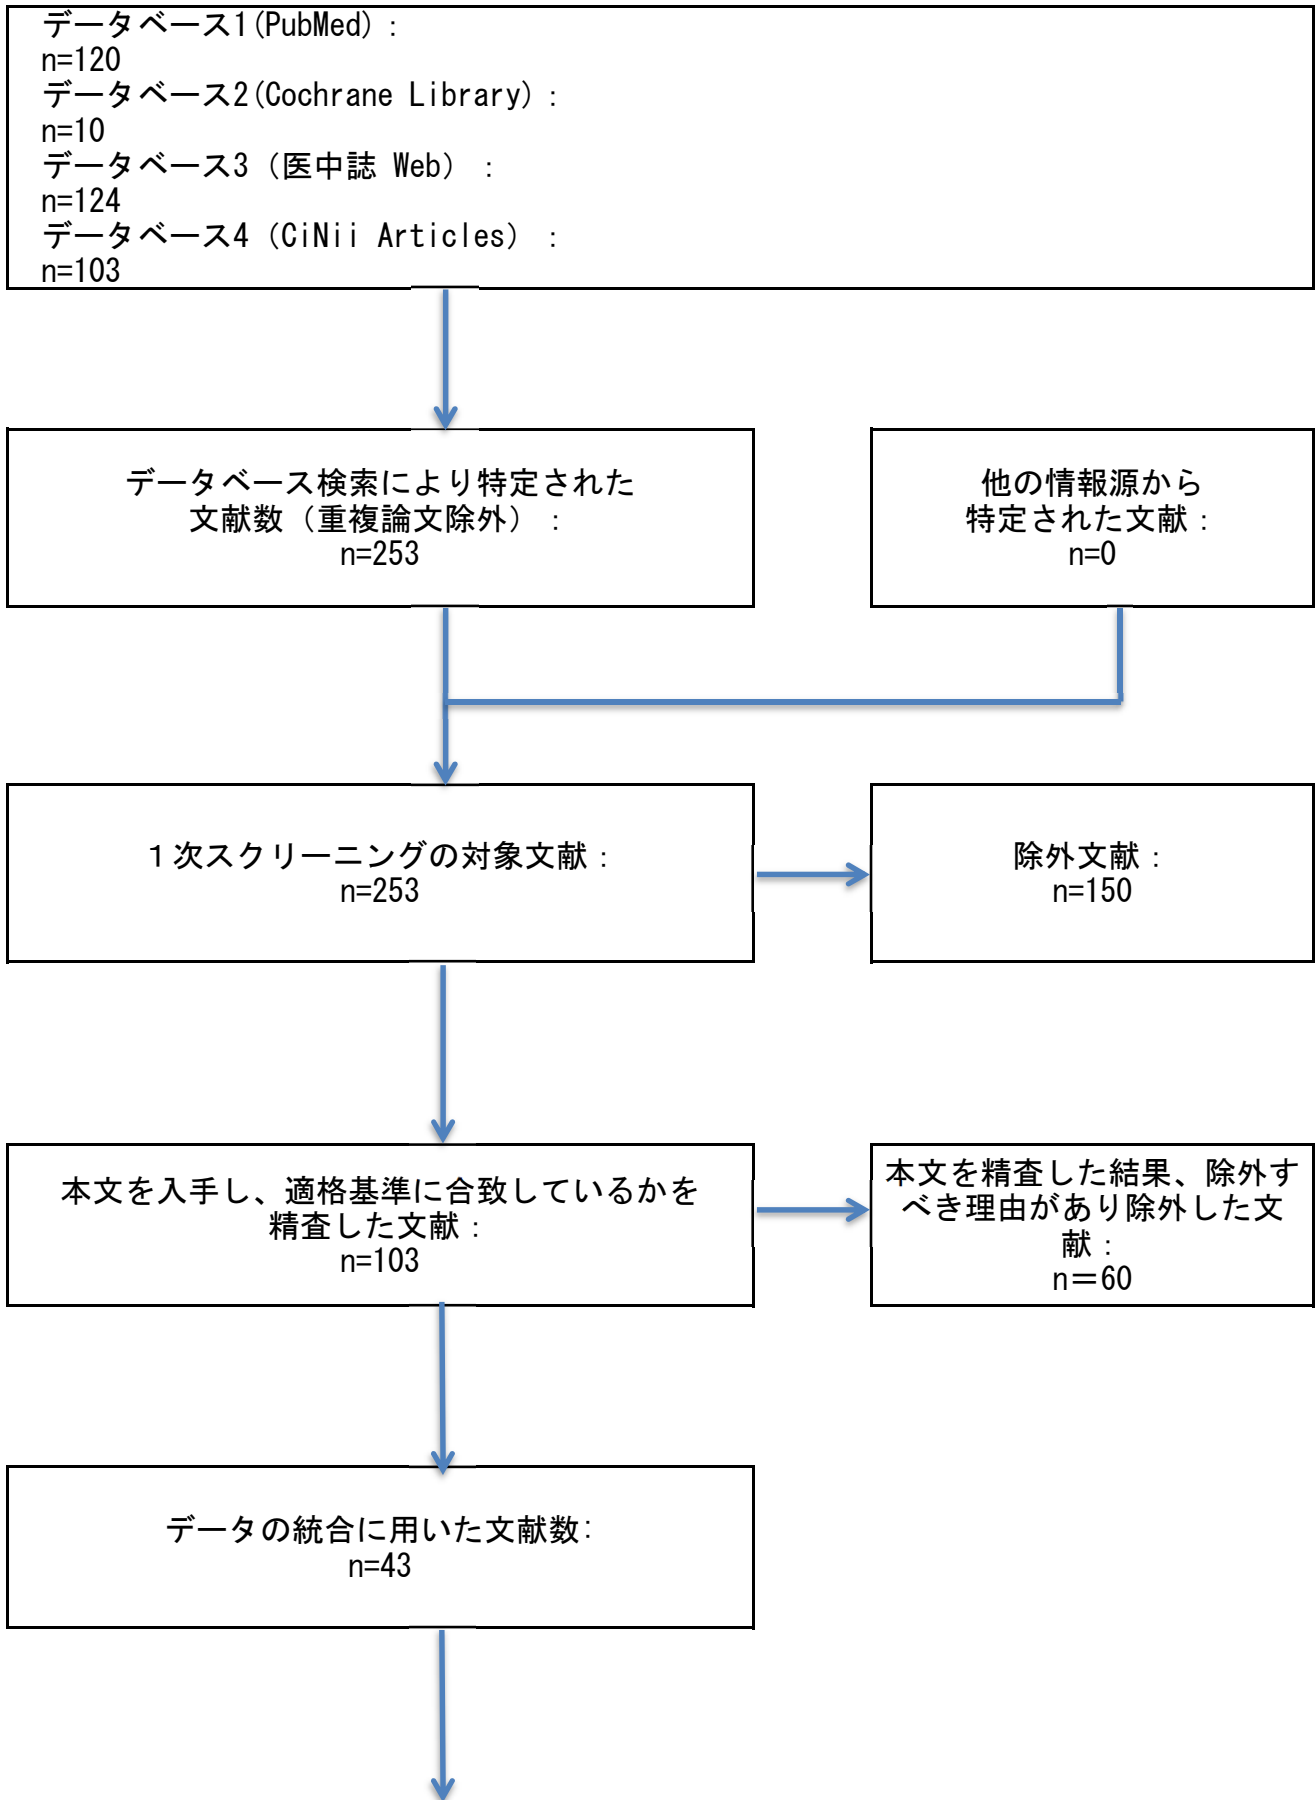 データベース1(PubMed)：
n=120
データベース2(Cochrane Library)：
n=10
データベース3（医中誌 Web）：
n=124
データベース4（CiNii Articles）：
n=103
データベース検索により特定された
文献数（重複論文除外）：
n=253
他の情報源から
特定された文献：
n=0
１次スクリーニングの対象文献：
n=253
除外文献：
n=150
本文を入手し、適格基準に合致しているかを
精査した文献：
n=103
本文を精査した結果、除外す
べき理由があり除外した文
献：
n＝60
データの統合に用いた文献数：
n=43